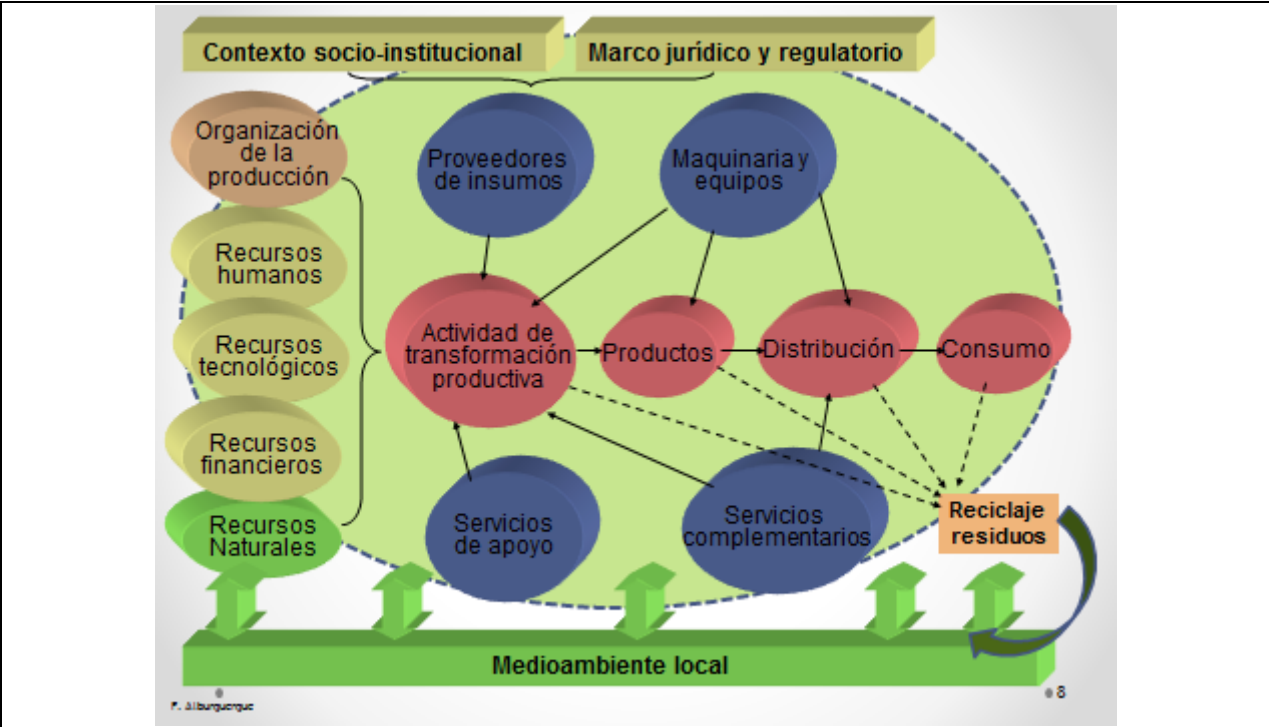 Contexto socio-institucional
Marco jurídico y regulatorio
Organización
de la
producción
Proveedores
de insumos
Maquinaria y
equipos
Recursos
humanos
Recursos
tecnológicos
Recursos
financieros
Recursos
Naturales
Actividad de
transformación
productiva
Productos
Distribución
Consumo
Servicios
de apoyo
Servicios
complementarios
Reciclaje
residuos
Medioambiente local
F. Alburquerque
8